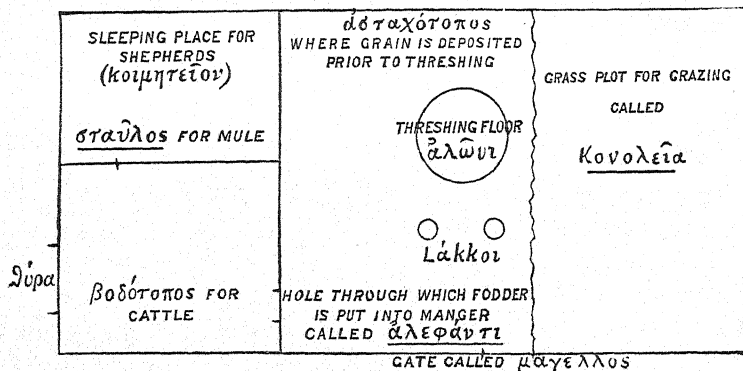 SLEEPING PLACE FOR
SHEPHERDS
(κοιμητεῖον)
σταῦλος FOR MULE
ἀσταχότοπος
WHERE GRAIN IS DEPOSITED
PRIOR TO THRESHING
THRESHING FLOOR
ἁλῶνι
Lάκκοι
GRASS PLOT FOR GRAZING
CALLED
Κονολεῖα
θύρα
βοδότοπος FOR
CATTLE
HOLE THROUGH WHICH FODDER
IS PUT INTO MANGER
CALLED ἀλεφάντι
GATE CALLED μαγελλος